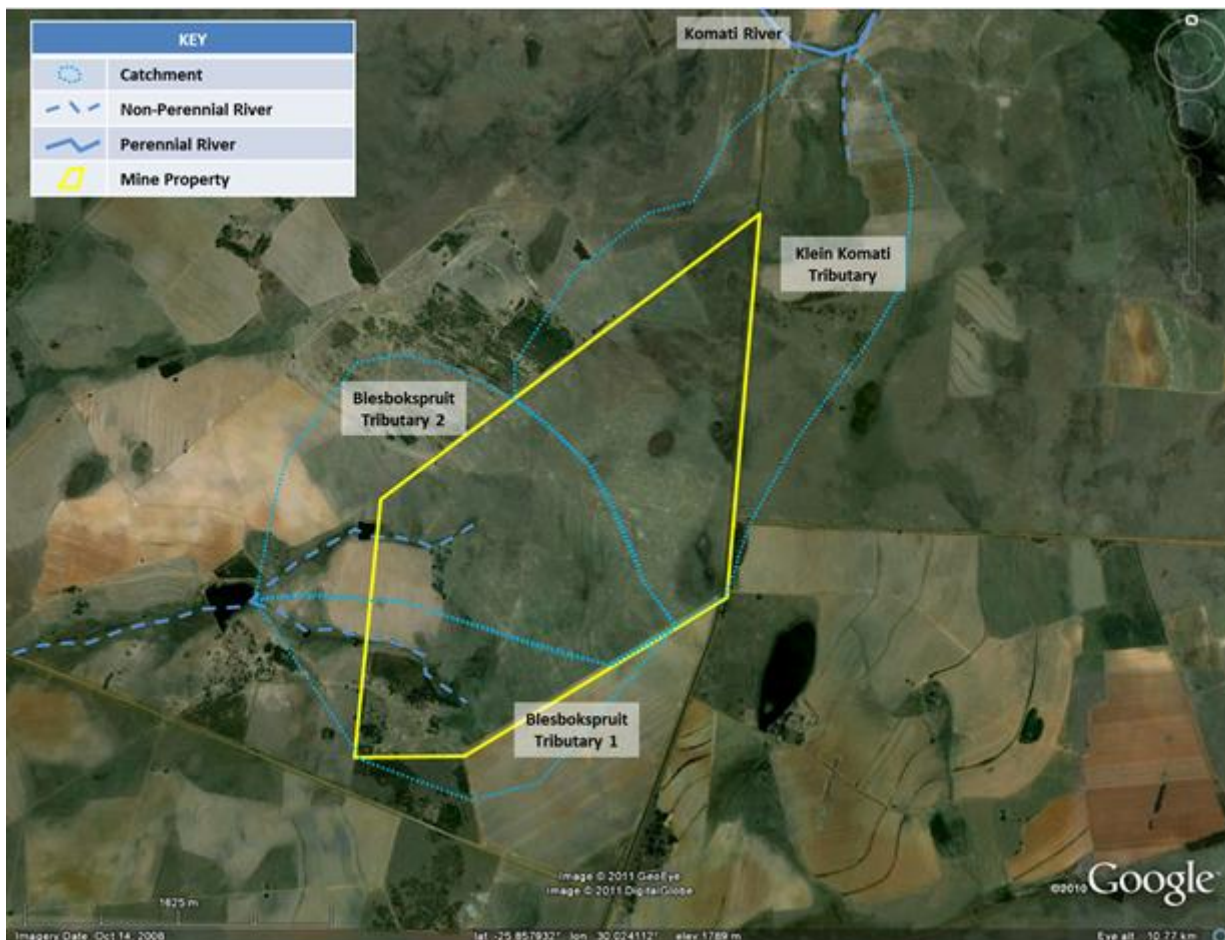 KEY
Catchment
Non-Perennial River
Perennial River
Mine Property
Komati River
Klein Komati
Tributary
Blesbokspruit
Tributary 2
Blesbokspruit
Tributary 1
Image © 2011 GeoEye
Image © 2011 DigitalGlobe
©2010 Google
1625 m
Imagery Date: Oct 14, 2008
lat -25.857932° lon 30.024112° elev 1789 m
Eye alt 10.77 km